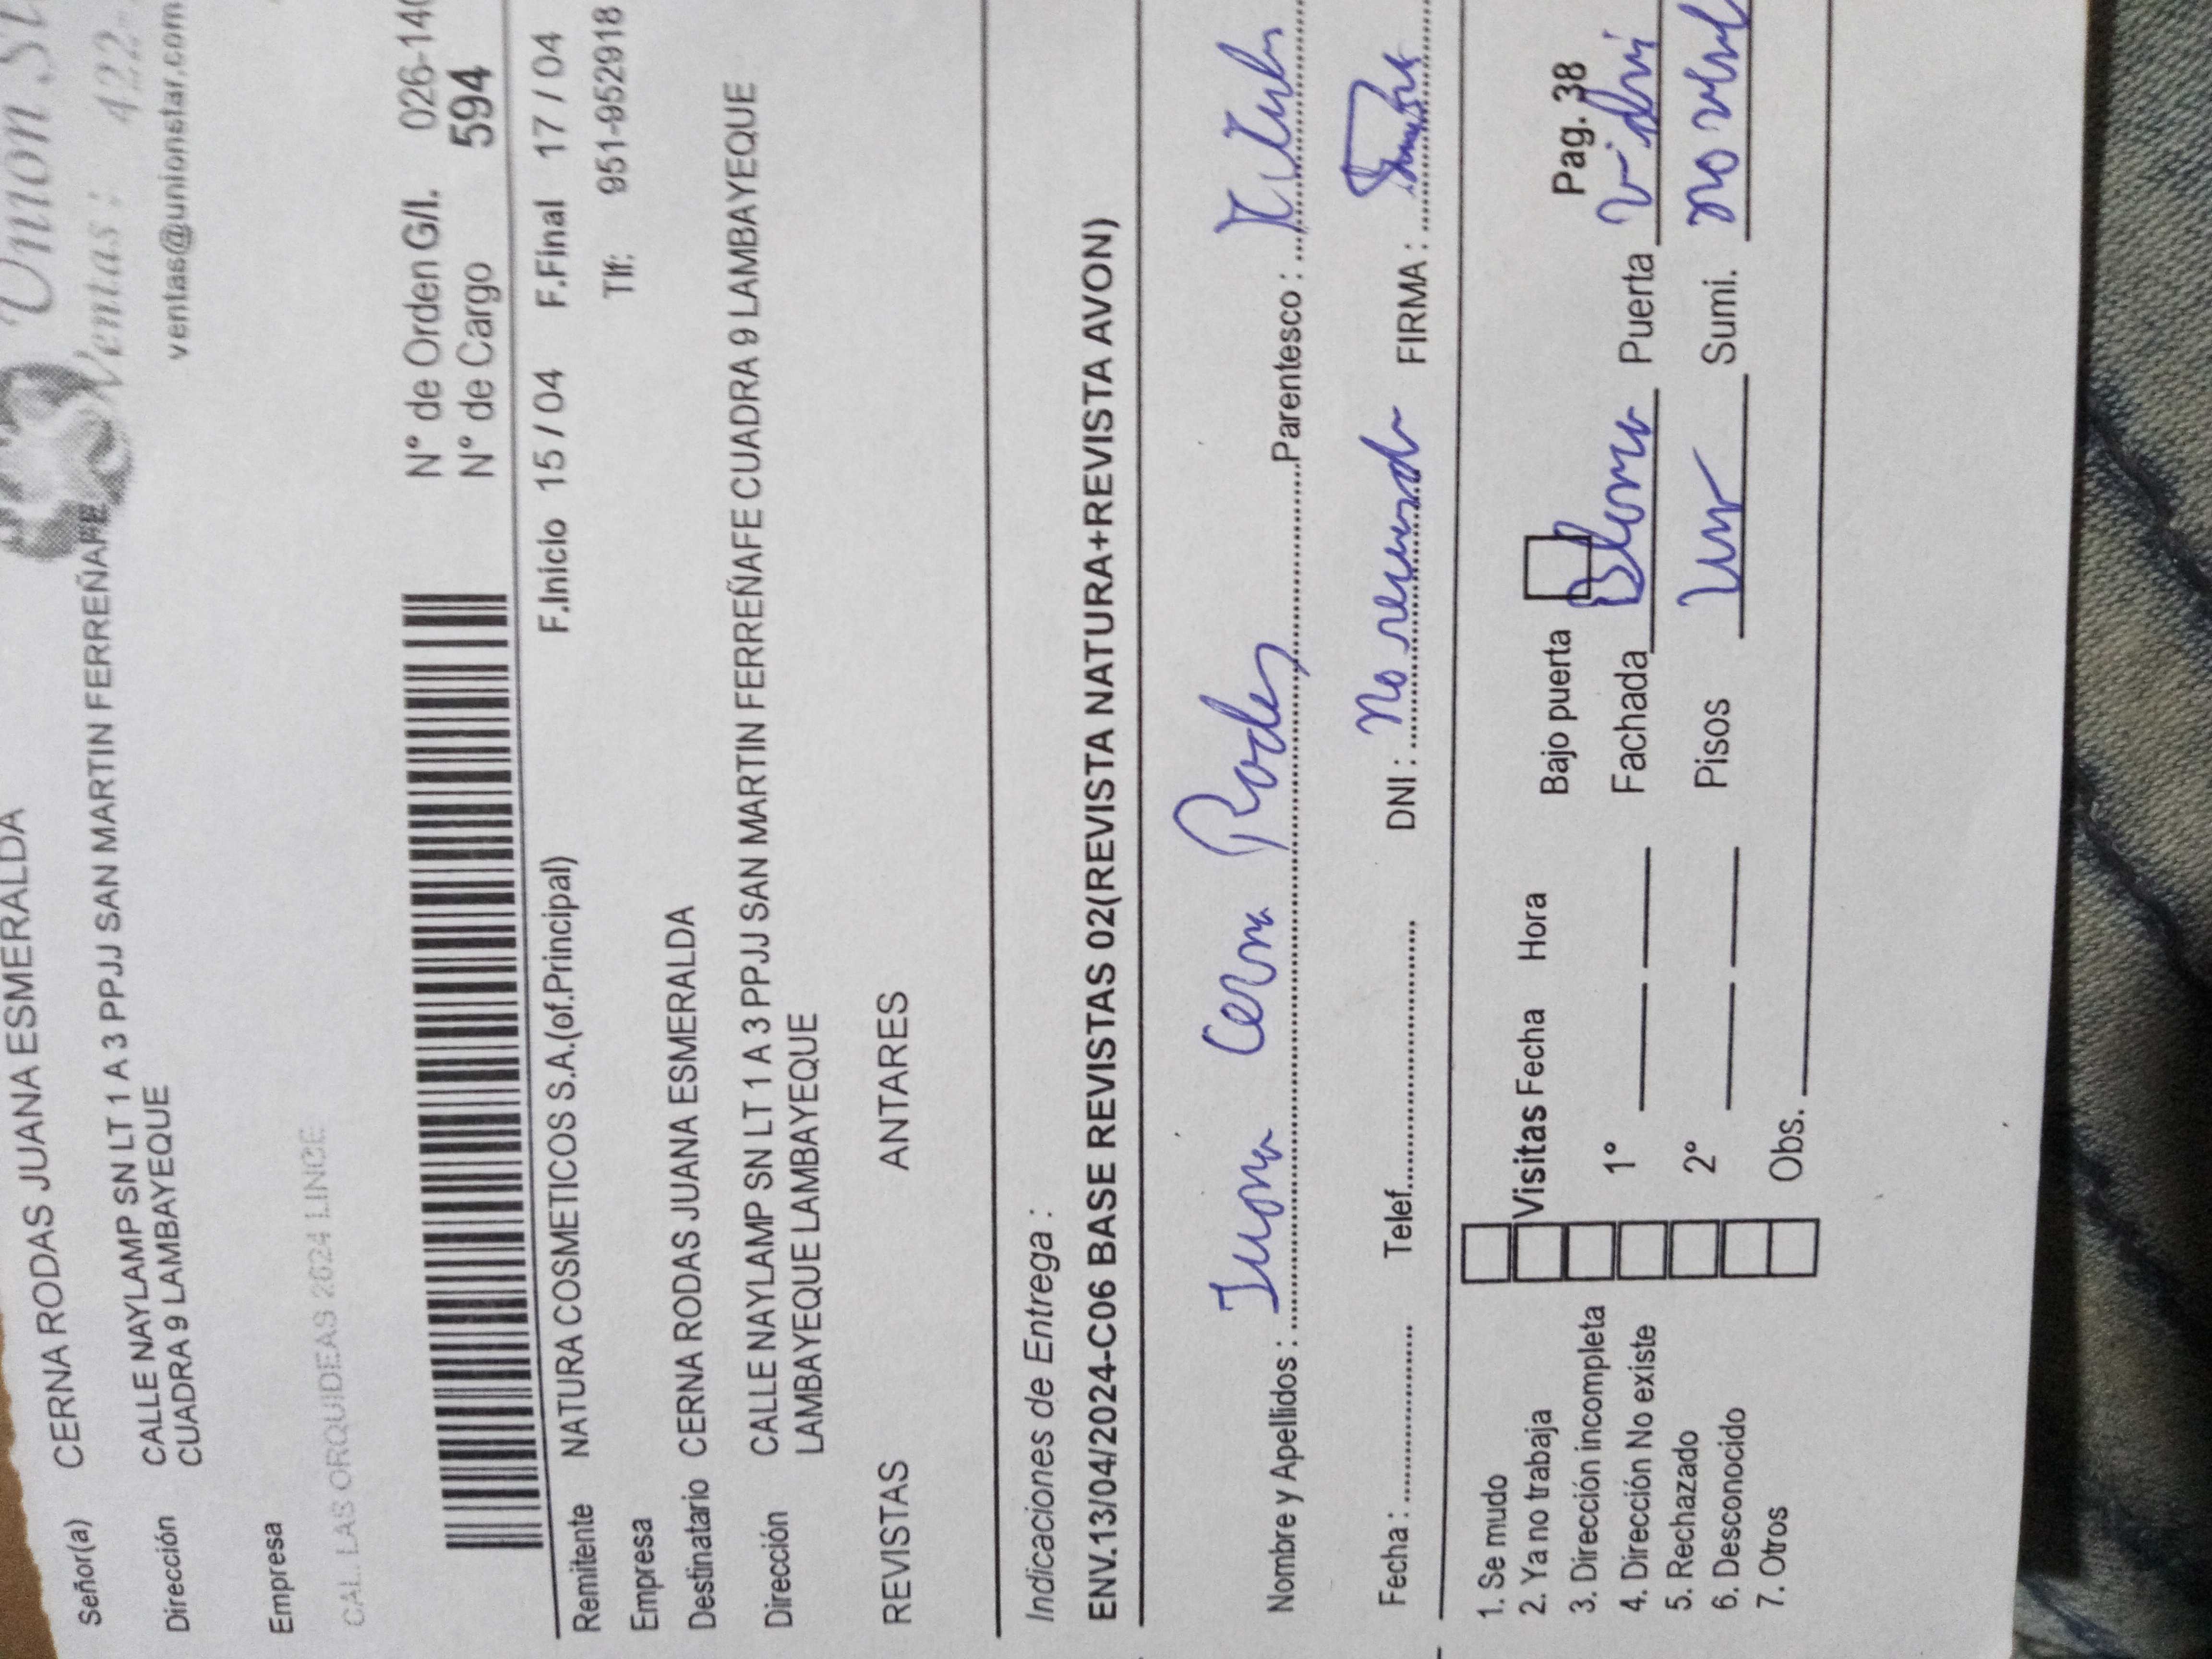 Union St
Ventas: 422-
ventas@unionstar.com
Señor(a) CERNA RODAS JUANA ESMERALDA
Dirección CALLE NAYLAMP SN LT 1 A 3 PPJJ SAN MARTIN FERREÑAFE
CUADRA 9 LAMBAYEQUE
Empresa
CAL.LAS ORQUIDEAS 2624 LINCE
N° de Orden G/I. 026-140
N° de Cargo 594
F.Inicio 15 / 04 F.Final 17 / 04
Remitente NATURA COSMETICOS S.A.(of.Principal)
Empresa Tlf: 951-952918
Destinatario CERNA RODAS JUANA ESMERALDA
Dirección CALLE NAYLAMP SN LT 1 A 3 PPJJ SAN MARTIN FERREÑAFE CUADRA 9 LAMBAYEQUE
LAMBAYEQUE LAMBAYEQUE
REVISTAS ANTARES
Indicaciones de Entrega :
ENV.13/04/2024-C06 BASE REVISTAS 02(REVISTA NATURA+REVISTA AVON)
Nombre y Apellidos : Juana Cerna Rodas Parentesco :
Fecha : Telef. DNI : No recuerda FIRMA :
1. Se mudo
2. Ya no trabaja
3. Dirección incompleta
4. Dirección No existe
5. Rechazado
6. Desconocido
7. Otros
Visitas Fecha Hora Bajo puerta Pag. 38
1° Fachada Blanca Puerta Vidrio
2° Pisos Sumi. no visible
Obs.